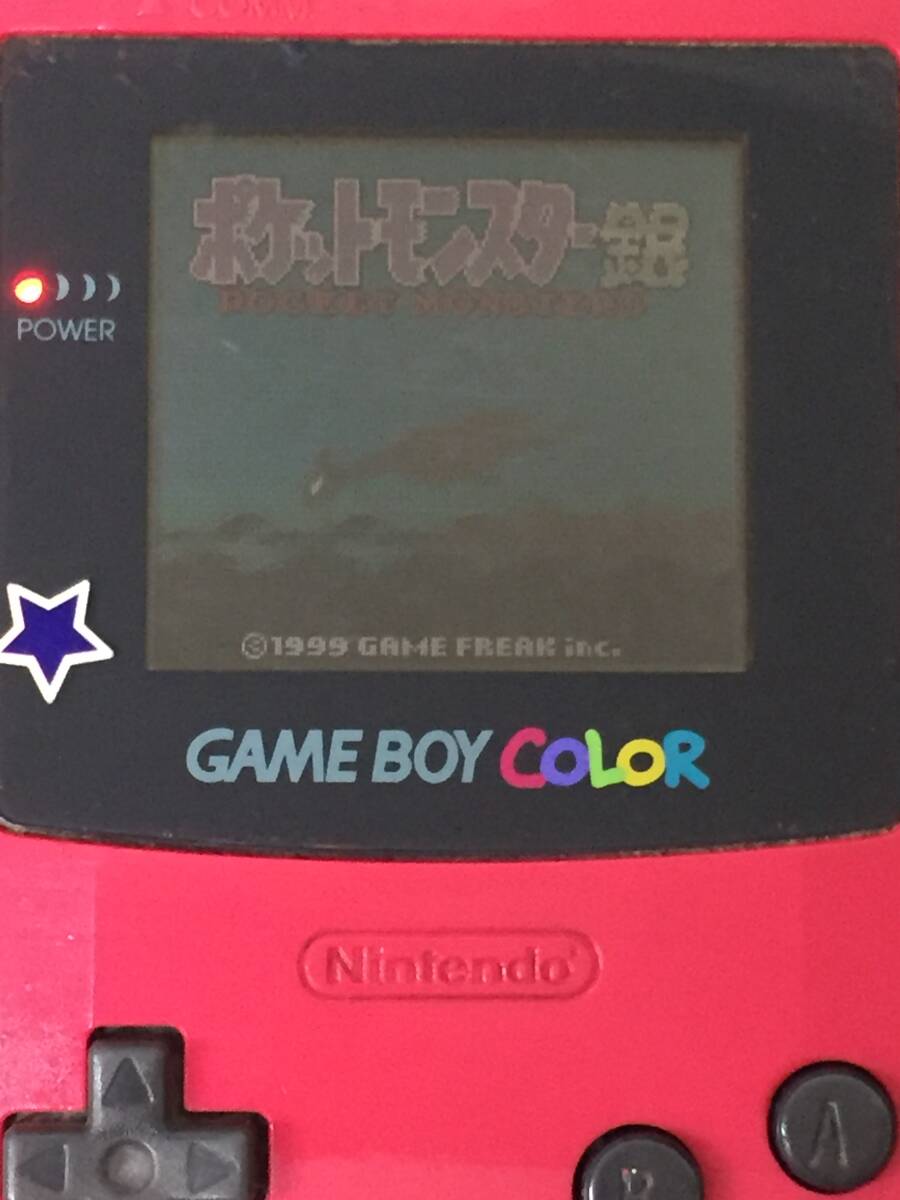 COMM
ポケットモンスター銀
POCKET MONSTERS
POWER
©1999 GAME FREAK inc.
GAME BOY COLOR
Nintendo®
A
B